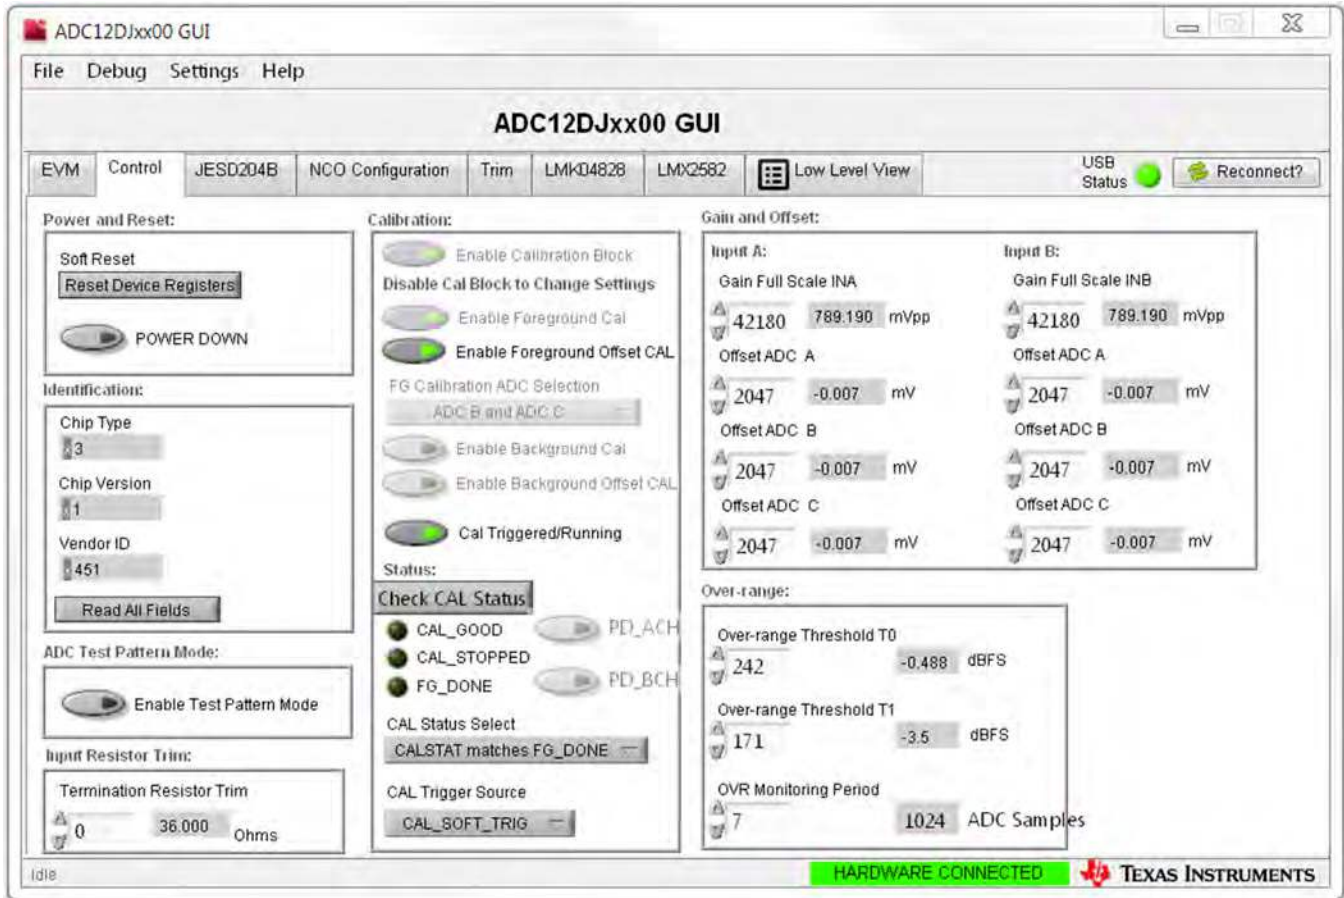 ADC12DJxx00 GUI
File Debug Settings Help
ADC12DJxx00 GUI
EVM Control JESD204B NCO Configuration Trim LMK04828 LMX2582 Low Level View USB Status Reconnect?
Power and Reset:
Soft Reset
Reset Device Registers
POWER DOWN
Identification:
Chip Type
3
Chip Version
1
Vendor ID
451
Read All Fields
ADC Test Pattern Mode:
Enable Test Pattern Mode
Input Resistor Trim:
Termination Resistor Trim
0 36.000 Ohms
Calibration:
Enable Calibration Block
Disable Cal Block to Change Settings
Enable Foreground Cal
Enable Foreground Offset CAL
FG Calibration ADC Selection
ADC B and ADC C
Enable Background Cal
Enable Background Offset CAL
Cal Triggered/Running
Status:
Check CAL Status
CAL_GOOD PD_ACH
CAL_STOPPED
FG_DONE PD_BCH
CAL Status Select
CALSTAT matches FG_DONE
CAL Trigger Source
CAL_SOFT_TRIG
Gain and Offset:
Input A:
Gain Full Scale INA
42180 789.190 mVpp
Offset ADC A
2047 -0.007 mV
Offset ADC B
2047 -0.007 mV
Offset ADC C
2047 -0.007 mV
Input B:
Gain Full Scale INB
42180 789.190 mVpp
Offset ADC A
2047 -0.007 mV
Offset ADC B
2047 -0.007 mV
Offset ADC C
2047 -0.007 mV
Over-range:
Over-range Threshold T0
242 -0.488 dBFS
Over-range Threshold T1
171 -3.5 dBFS
OVR Monitoring Period
7 1024 ADC Samples
Idle HARDWARE CONNECTED TEXAS INSTRUMENTS